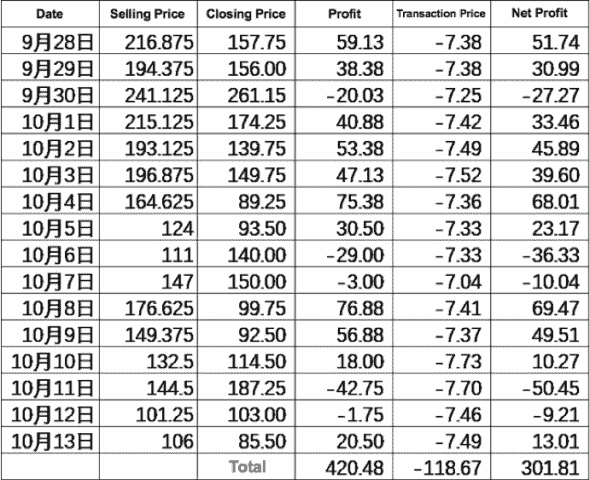 Date Selling Price Closing Price Profit Transaction Price Net Profit
9月28日 216.875 157.75 59.13 -7.38 51.74
9月29日 194.375 156.00 38.38 -7.38 30.99
9月30日 241.125 261.15 -20.03 -7.25 -27.27
10月1日 215.125 174.25 40.88 -7.42 33.46
10月2日 193.125 139.75 53.38 -7.49 45.89
10月3日 196.875 149.75 47.13 -7.52 39.60
10月4日 164.625 89.25 75.38 -7.36 68.01
10月5日 124 93.50 30.50 -7.33 23.17
10月6日 111 140.00 -29.00 -7.33 -36.33
10月7日 147 150.00 -3.00 -7.04 -10.04
10月8日 176.625 99.75 76.88 -7.41 69.47
10月9日 149.375 92.50 56.88 -7.37 49.51
10月10日 132.5 114.50 18.00 -7.73 10.27
10月11日 144.5 187.25 -42.75 -7.70 -50.45
10月12日 101.25 103.00 -1.75 -7.46 -9.21
10月13日 106 85.50 20.50 -7.49 13.01
Total 420.48 -118.67 301.81